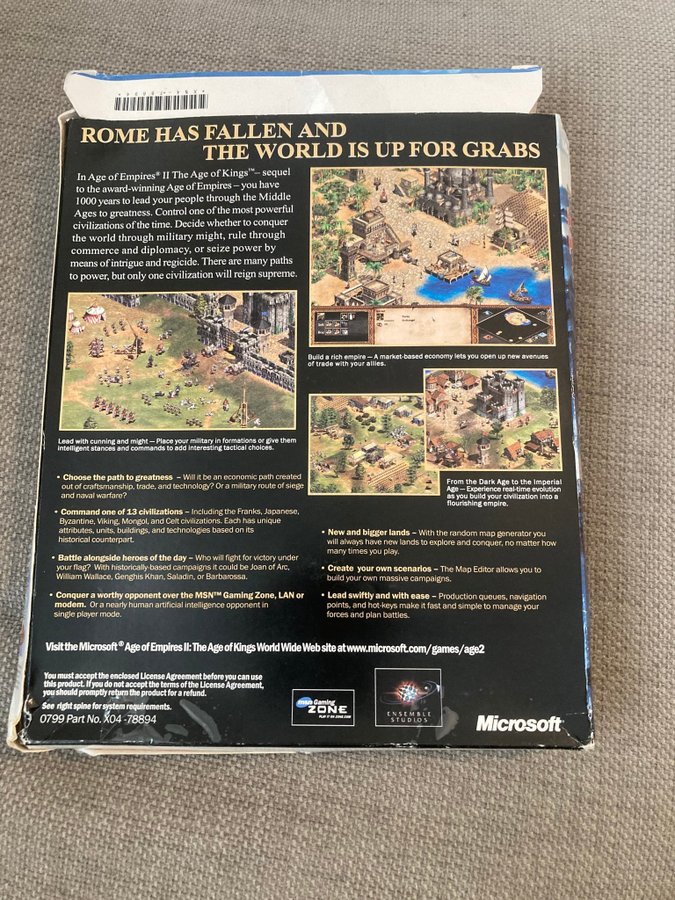 ROME HAS FALLEN AND
THE WORLD IS UP FOR GRABS
In Age of Empires® II The Age of Kings™– sequel
to the award-winning Age of Empires – you have
1000 years to lead your people through the Middle
Ages to greatness. Control one of the most powerful
civilizations of the time. Decide whether to conquer
the world through military might, rule through
commerce and diplomacy, or seize power by
means of intrigue and regicide. There are many paths
to power, but only one civilization will reign supreme.
Build a rich empire — A market-based economy lets you open up new avenues
of trade with your allies.
Lead with cunning and might — Place your military in formations or give them
intelligent stances and commands to add interesting tactical choices.
From the Dark Age to the Imperial
Age — Experience real-time evolution
as you build your civilization into a
flourishing empire.
• Choose the path to greatness – Will it be an economic path created
out of craftsmanship, trade, and technology? Or a military route of siege
and naval warfare?
• Command one of 13 civilizations – Including the Franks, Japanese,
Byzantine, Viking, Mongol, and Celt civilizations. Each has unique
attributes, units, buildings, and technologies based on its
historical counterpart.
• Battle alongside heroes of the day – Who will fight for victory under
your flag? With historically-based campaigns it could be Joan of Arc,
William Wallace, Genghis Khan, Saladin, or Barbarossa.
• Conquer a worthy opponent over the MSN™ Gaming Zone, LAN or
modem. Or a nearly human artificial intelligence opponent in
single player mode.
• New and bigger lands – With the random map generator you
will always have new lands to explore and conquer, no matter how
many times you play.
• Create your own scenarios – The Map Editor allows you to
build your own massive campaigns.
• Lead swiftly and with ease – Production queues, navigation
points, and hot-keys make it fast and simple to manage your
forces and plan battles.
Visit the Microsoft® Age of Empires II: The Age of Kings World Wide Web site at www.microsoft.com/games/age2
You must accept the enclosed License Agreement before you can use
this product. If you do not accept the terms of the License Agreement,
you should promptly return the product for a refund.
See right spine for system requirements.
0799 Part No. X04-78894
msn Gaming
ZONE
PLAY IT ON ZONE.COM
ENSEMBLE
STUDIOS
Microsoft